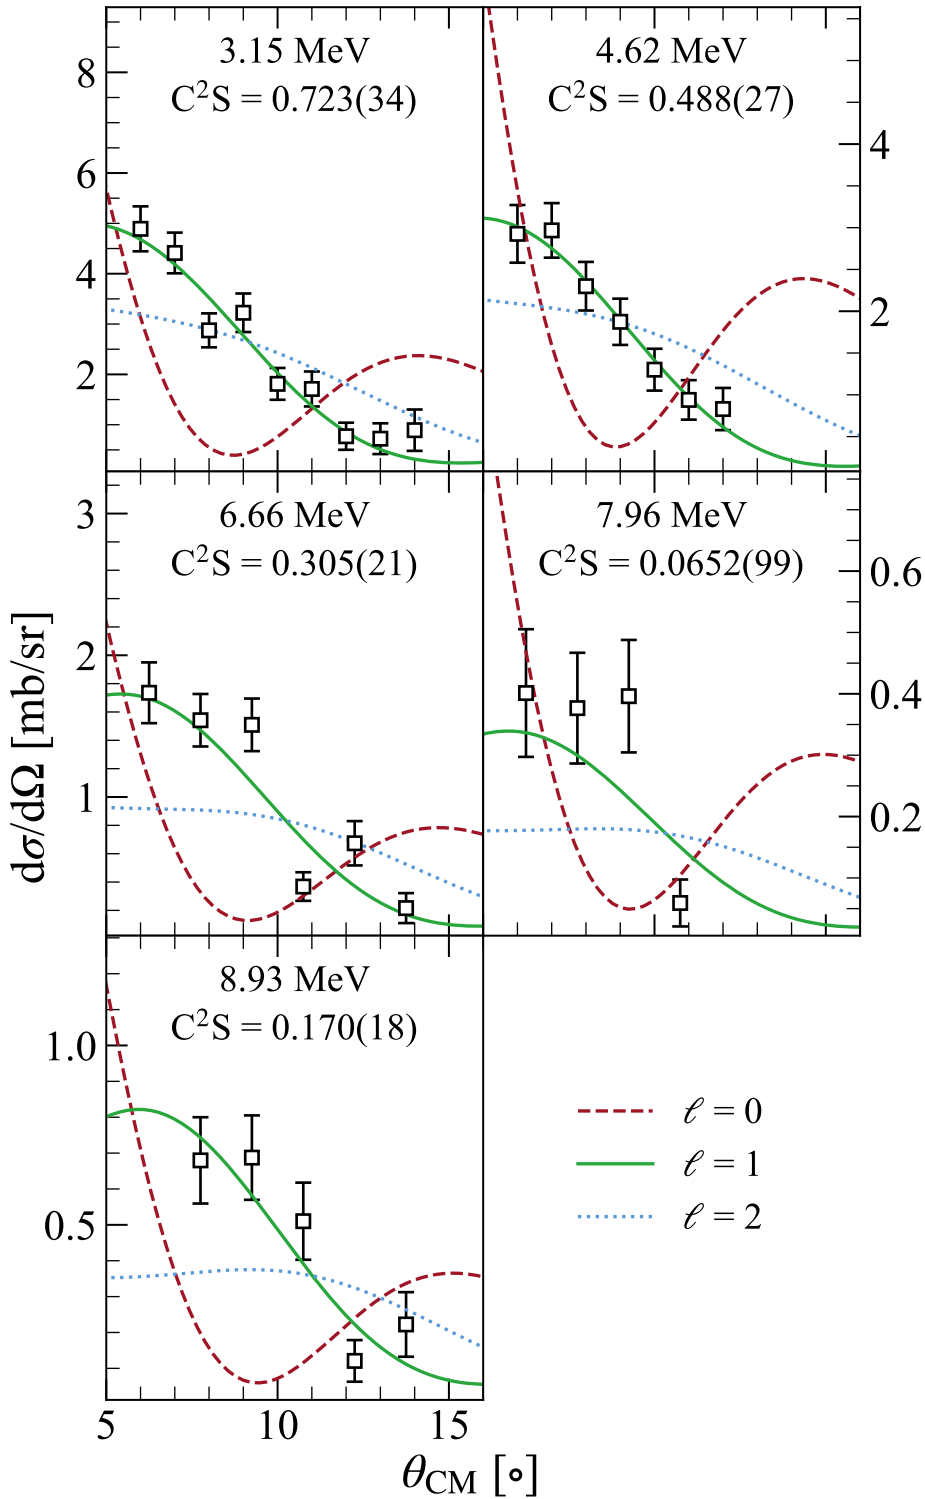 3.15 MeV
C²S = 0.723(34)
8
6
4
2
4.62 MeV
C²S = 0.488(27)
4
2
6.66 MeV
C²S = 0.305(21)
3
2
1
7.96 MeV
C²S = 0.0652(99)
0.6
0.4
0.2
dσ/dΩ [mb/sr]
8.93 MeV
C²S = 0.170(18)
1.0
0.5
5 10 15
ℓ = 0
ℓ = 1
ℓ = 2
θCM [∘]